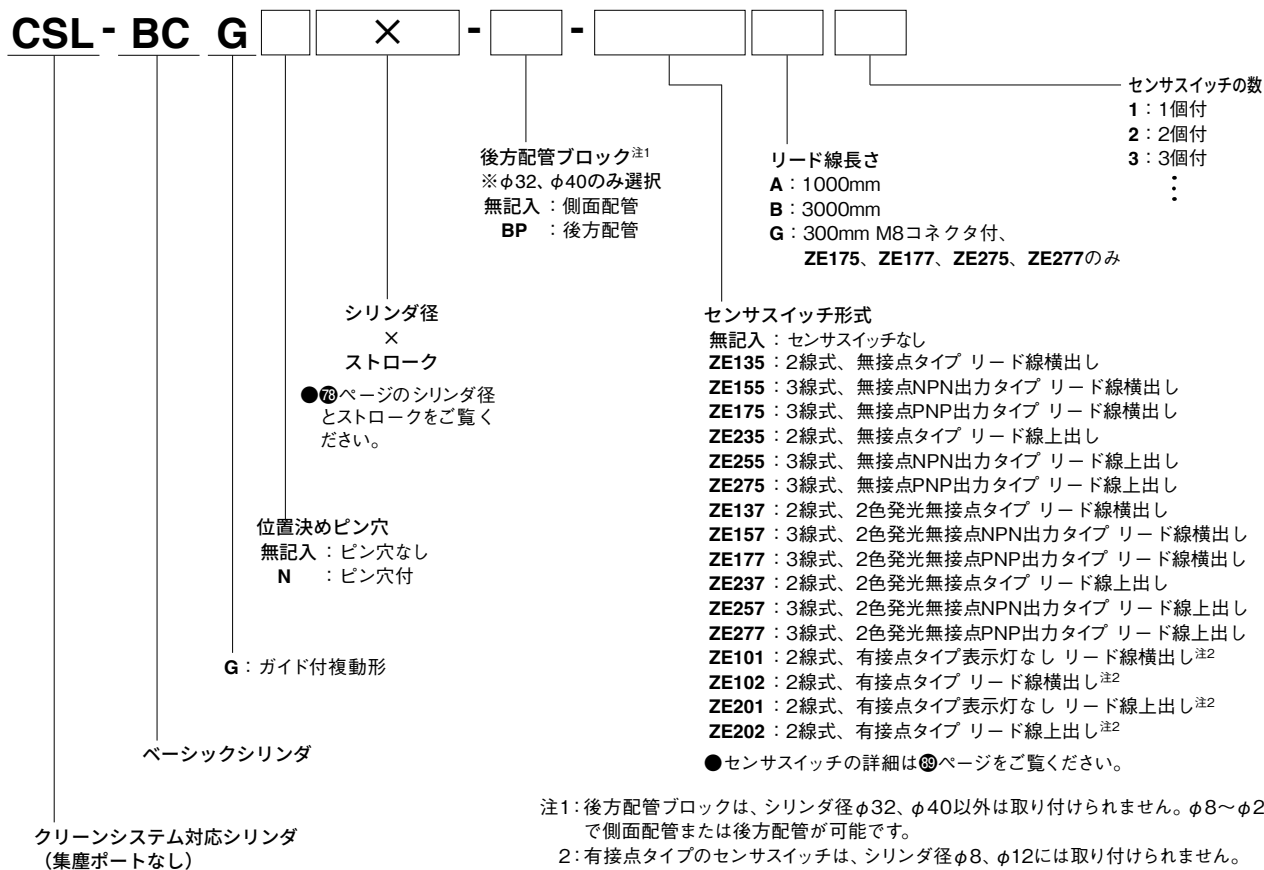 CSL - BC G × - -
センサスイッチの数
1：1個付
2：2個付
3：3個付
⋮
リード線長さ
A：1000mm
B：3000mm
G：300mm M8コネクタ付、
ZE175、ZE177、ZE275、ZE277のみ
後方配管ブロック注1
※φ32、φ40のみ選択
無記入：側面配管
BP ：後方配管
センサスイッチ形式
無記入：センサスイッチなし
ZE135：2線式、無接点タイプ リード線横出し
ZE155：3線式、無接点NPN出力タイプ リード線横出し
ZE175：3線式、無接点PNP出力タイプ リード線横出し
ZE235：2線式、無接点タイプ リード線上出し
ZE255：3線式、無接点NPN出力タイプ リード線上出し
ZE275：3線式、無接点PNP出力タイプ リード線上出し
ZE137：2線式、2色発光無接点タイプ リード線横出し
ZE157：3線式、2色発光無接点NPN出力タイプ リード線横出し
ZE177：3線式、2色発光無接点PNP出力タイプ リード線横出し
ZE237：2線式、2色発光無接点タイプ リード線上出し
ZE257：3線式、2色発光無接点NPN出力タイプ リード線上出し
ZE277：3線式、2色発光無接点PNP出力タイプ リード線上出し
ZE101：2線式、有接点タイプ表示灯なし リード線横出し注2
ZE102：2線式、有接点タイプ リード線横出し注2
ZE201：2線式、有接点タイプ表示灯なし リード線上出し注2
ZE202：2線式、有接点タイプ リード線上出し注2
●センサスイッチの詳細は89ページをご覧ください。
シリンダ径
×
ストローク
●78ページのシリンダ径
とストロークをご覧く
ださい。
位置決めピン穴
無記入：ピン穴なし
N ：ピン穴付
G：ガイド付複動形
ベーシックシリンダ
クリーンシステム対応シリンダ
（集塵ポートなし）
注1：後方配管ブロックは、シリンダ径φ32、φ40以外は取り付けられません。φ8〜φ2
で側面配管または後方配管が可能です。
2：有接点タイプのセンサスイッチは、シリンダ径φ8、φ12には取り付けられません。